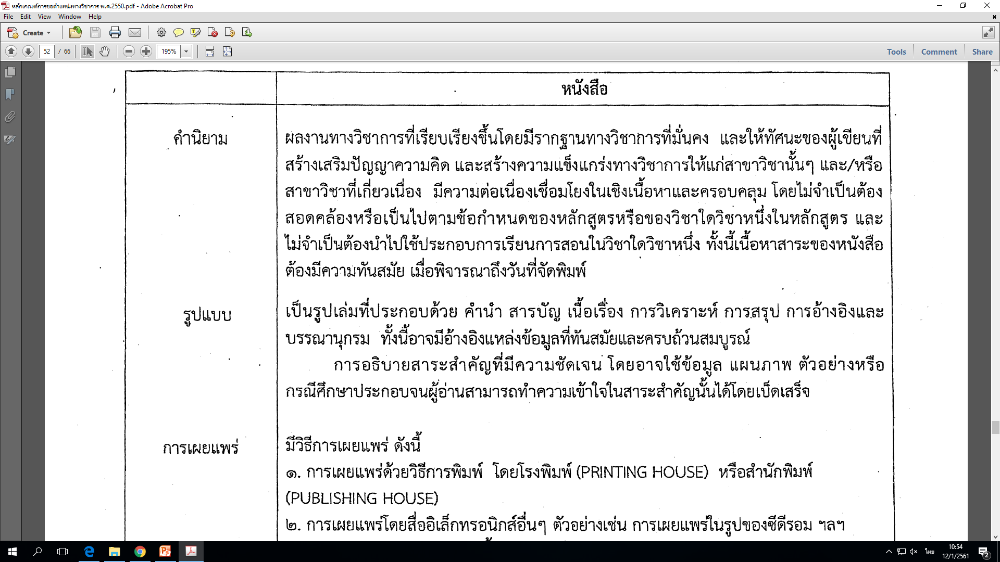 หลักเกณฑ์การขอตำแหน่งทางวิชาการ พ.ศ.2550.pdf - Adobe Acrobat Pro
File Edit View Window Help
Create
52 / 66 195% Tools Comment Share
หนังสือ
คำนิยาม
ผลงานทางวิชาการที่เรียบเรียงขึ้นโดยมีรากฐานทางวิชาการที่มั่นคง และให้ทัศนะของผู้เขียนที่
สร้างเสริมปัญญาความคิด และสร้างความแข็งแกร่งทางวิชาการให้แก่สาขาวิชานั้นๆ และ/หรือ
สาขาวิชาที่เกี่ยวเนื่อง มีความต่อเนื่องเชื่อมโยงในเชิงเนื้อหาและครอบคลุม โดยไม่จำเป็นต้อง
สอดคล้องหรือเป็นไปตามข้อกำหนดของหลักสูตรหรือของวิชาใดวิชาหนึ่งในหลักสูตร และ
ไม่จำเป็นต้องนำไปใช้ประกอบการเรียนการสอนในวิชาใดวิชาหนึ่ง ทั้งนี้เนื้อหาสาระของหนังสือ
ต้องมีความทันสมัย เมื่อพิจารณาถึงวันที่จัดพิมพ์
รูปแบบ
เป็นรูปเล่มที่ประกอบด้วย คำนำ สารบัญ เนื้อเรื่อง การวิเคราะห์ การสรุป การอ้างอิงและ
บรรณานุกรม ทั้งนี้อาจมีอ้างอิงแหล่งข้อมูลที่ทันสมัยและครบถ้วนสมบูรณ์
การอธิบายสาระสำคัญที่มีความชัดเจน โดยอาจใช้ข้อมูล แผนภาพ ตัวอย่างหรือ
กรณีศึกษาประกอบจนผู้อ่านสามารถทำความเข้าใจในสาระสำคัญนั้นได้โดยเบ็ดเสร็จ
การเผยแพร่
มีวิธีการเผยแพร่ ดังนี้
๑. การเผยแพร่ด้วยวิธีการพิมพ์ โดยโรงพิมพ์ (PRINTING HOUSE) หรือสำนักพิมพ์
(PUBLISHING HOUSE)
๒. การเผยแพร่โดยสื่ออิเล็กทรอนิกส์อื่นๆ ตัวอย่างเช่น การเผยแพร่ในรูปของซีดีรอม ฯลฯ
ไทย
10:54
12/1/2561
2